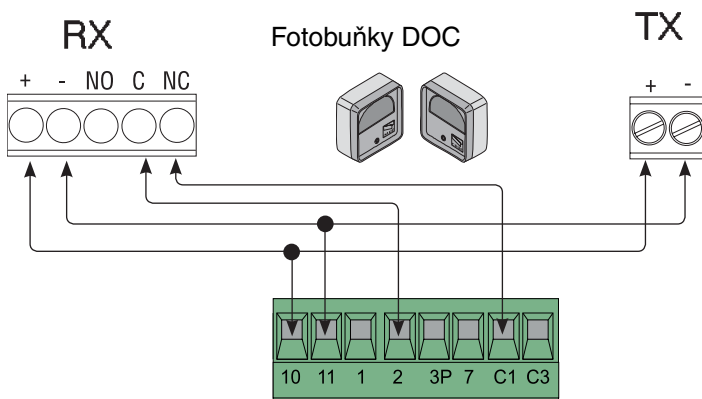 RX
Fotobuňky DOC
TX
+ - NO C NC
+ -
10 11 1 2 3P 7 C1 C3